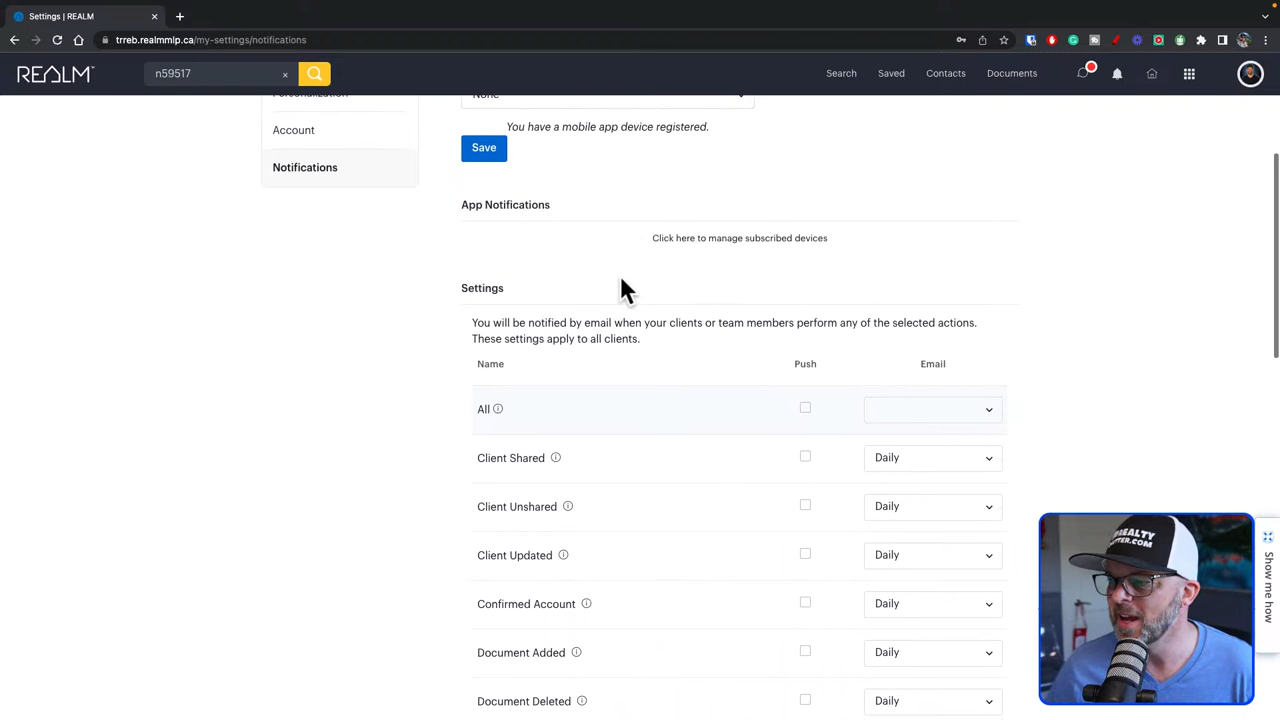 Settings | REALM
trreb.realmmlp.ca/my-settings/notifications
REALM™
n59517
Search
Saved
Contacts
Documents
Personalization
Account
Notifications
None
You have a mobile app device registered.
Save
App Notifications
Click here to manage subscribed devices
Settings
You will be notified by email when your clients or team members perform any of the selected actions.
These settings apply to all clients.
Name Push Email
All
Client Shared Daily
Client Unshared Daily
Client Updated Daily
Confirmed Account Daily
Document Added Daily
Document Deleted Daily
Show me how